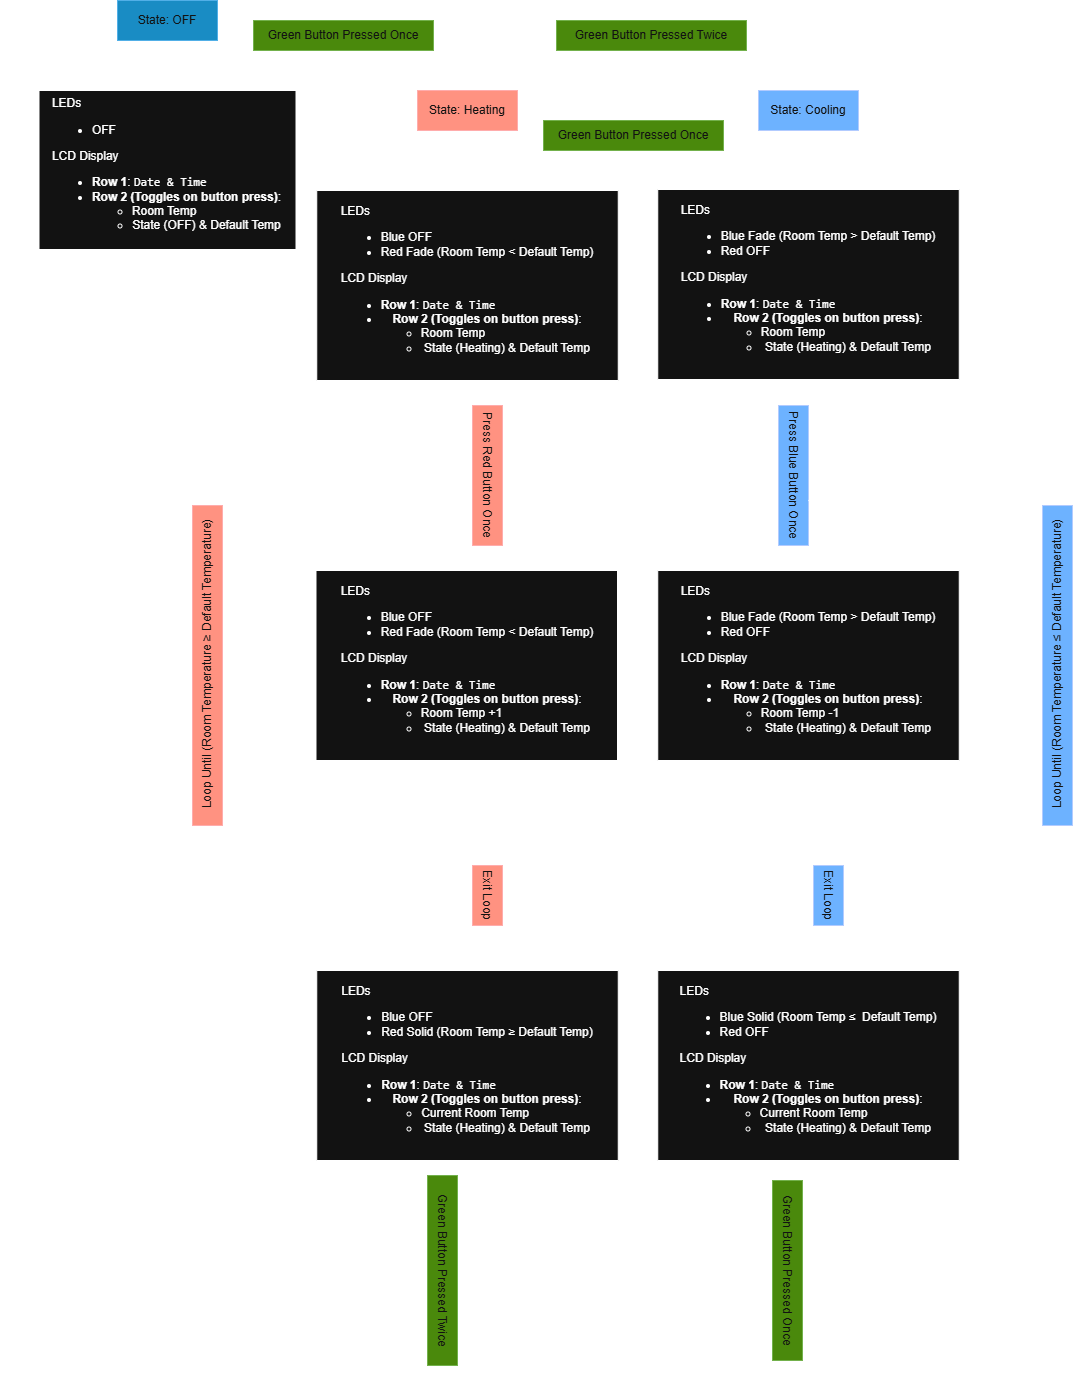 State: OFF
Green Button Pressed Once
Green Button Pressed Twice
LEDs
OFF
LCD Display
Row 1: Date & Time
Row 2 (Toggles on button press):
Room Temp
State (OFF) & Default Temp
State: Heating
State: Cooling
Green Button Pressed Once
LEDs
Blue OFF
Red Fade (Room Temp < Default Temp)
LCD Display
Row 1: Date & Time
Row 2 (Toggles on button press):
Room Temp
State (Heating) & Default Temp
LEDs
Blue Fade (Room Temp > Default Temp)
Red OFF
LCD Display
Row 1: Date & Time
Row 2 (Toggles on button press):
Room Temp
State (Heating) & Default Temp
Press Red Button Once
Press Blue Button Once
Loop Until (Room Temperature ≥ Default Temperature)
LEDs
Blue OFF
Red Fade (Room Temp < Default Temp)
LCD Display
Row 1: Date & Time
Row 2 (Toggles on button press):
Room Temp +1
State (Heating) & Default Temp
LEDs
Blue Fade (Room Temp > Default Temp)
Red OFF
LCD Display
Row 1: Date & Time
Row 2 (Toggles on button press):
Room Temp -1
State (Heating) & Default Temp
Loop Until (Room Temperature ≤ Default Temperature)
Exit Loop
Exit Loop
LEDs
Blue OFF
Red Solid (Room Temp ≥ Default Temp)
LCD Display
Row 1: Date & Time
Row 2 (Toggles on button press):
Current Room Temp
State (Heating) & Default Temp
LEDs
Blue Solid (Room Temp ≤ Default Temp)
Red OFF
LCD Display
Row 1: Date & Time
Row 2 (Toggles on button press):
Current Room Temp
State (Heating) & Default Temp
Green Button Pressed Twice
Green Button Pressed Once